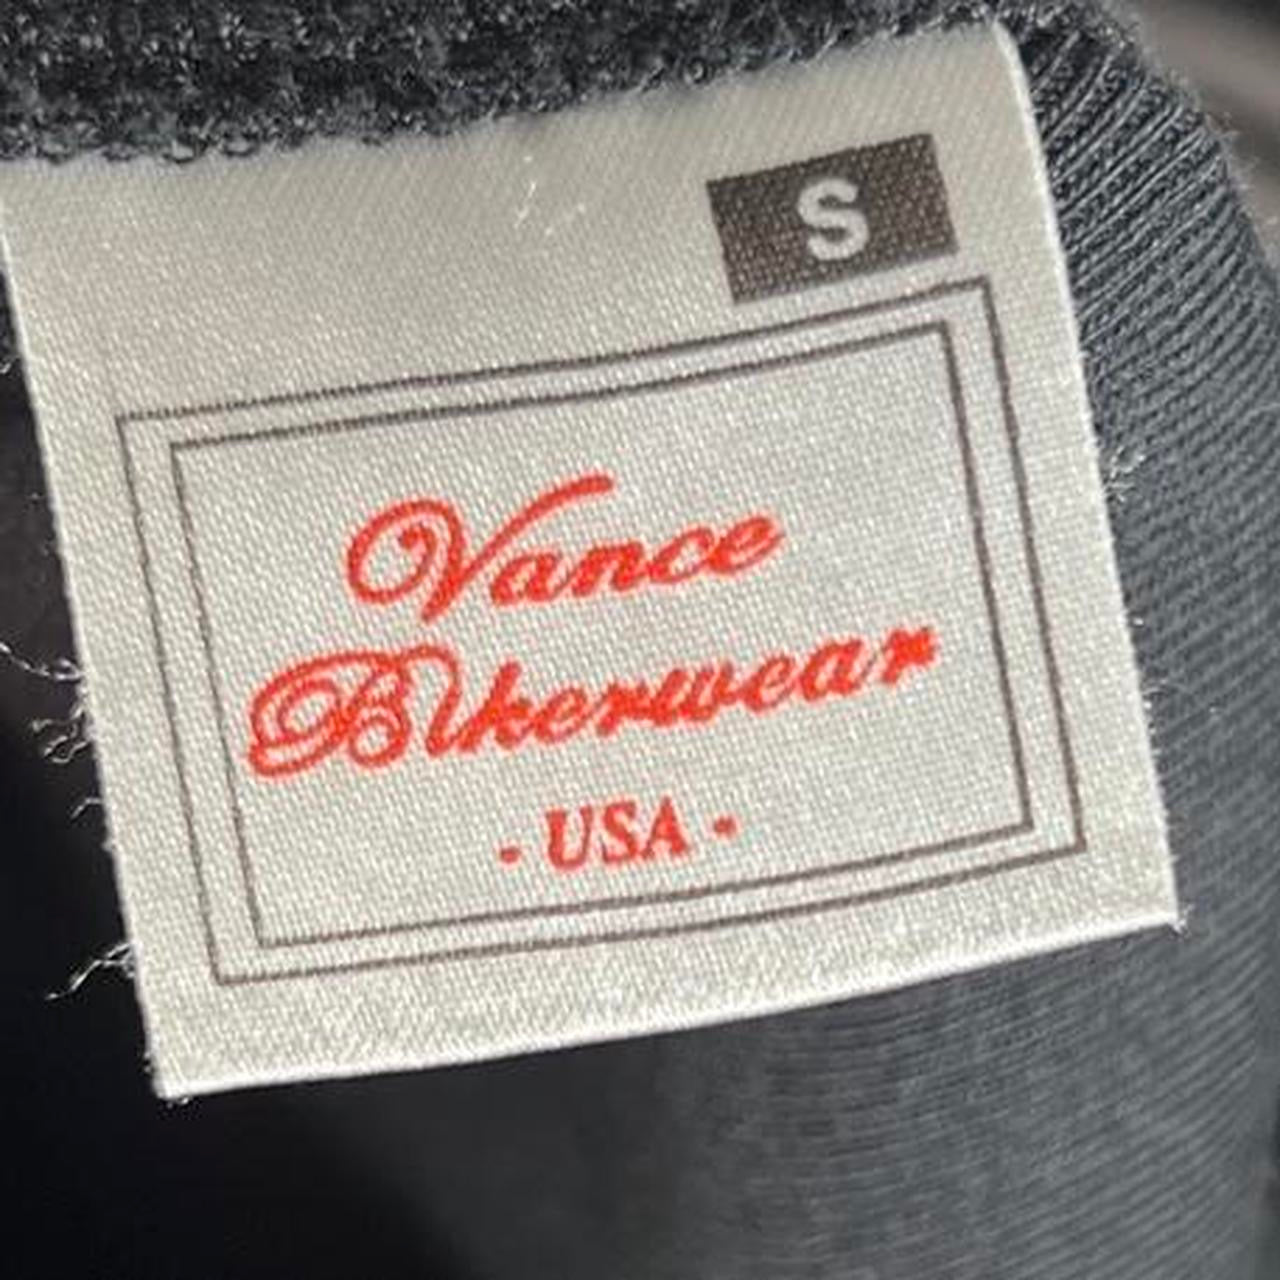 S
Vance
Bikerwear
- USA -